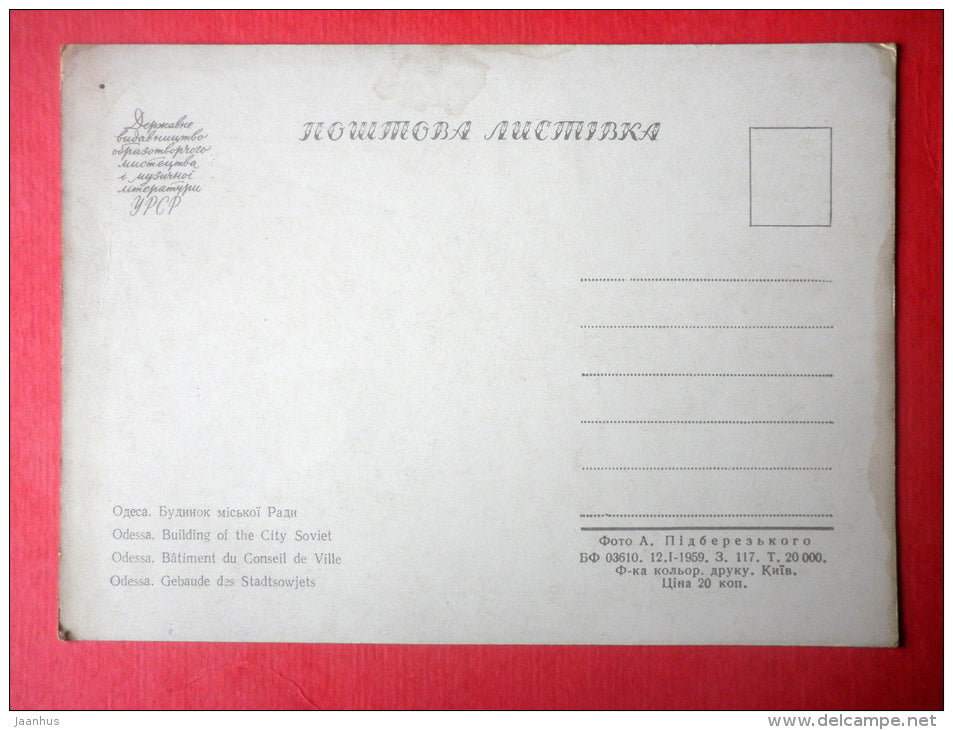 Державне
видавництво
образотворчого
мистецтва
і музичної
літератури
УРСР
ПОШТОВА ЛИСТІВКА
Одеса. Будинок міської Ради
Odessa. Building of the City Soviet
Odessa. Bâtiment du Conseil de Ville
Odessa. Gebaude des Stadtsowjets
Фото А. Підберезького
БФ 03610. 12.I-1959. З. 117. Т. 20 000.
Ф-ка кольор. друку. Київ.
Ціна 20 коп.
Jaanhus
www.delcampe.net